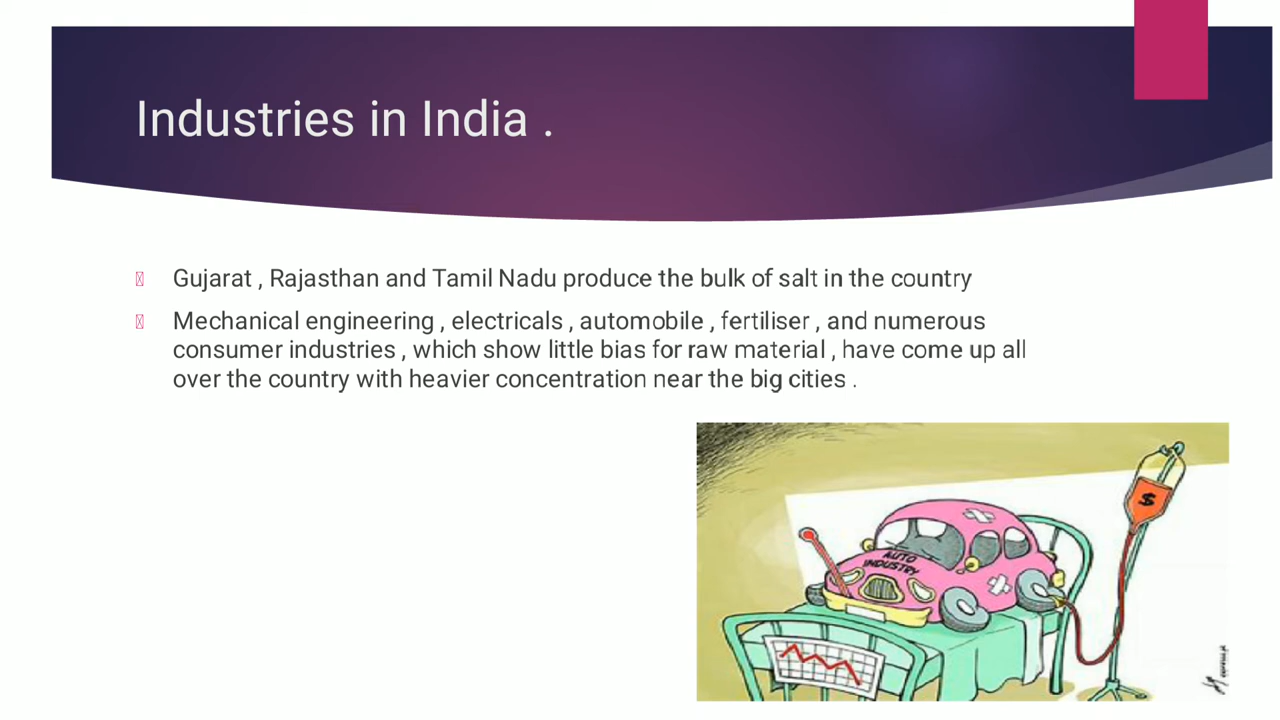 Industries in India .
Gujarat , Rajasthan and Tamil Nadu produce the bulk of salt in the country
Mechanical engineering , electricals , automobile , fertiliser , and numerous
consumer industries , which show little bias for raw material , have come up all
over the country with heavier concentration near the big cities .
$
AUTO
INDUSTRY